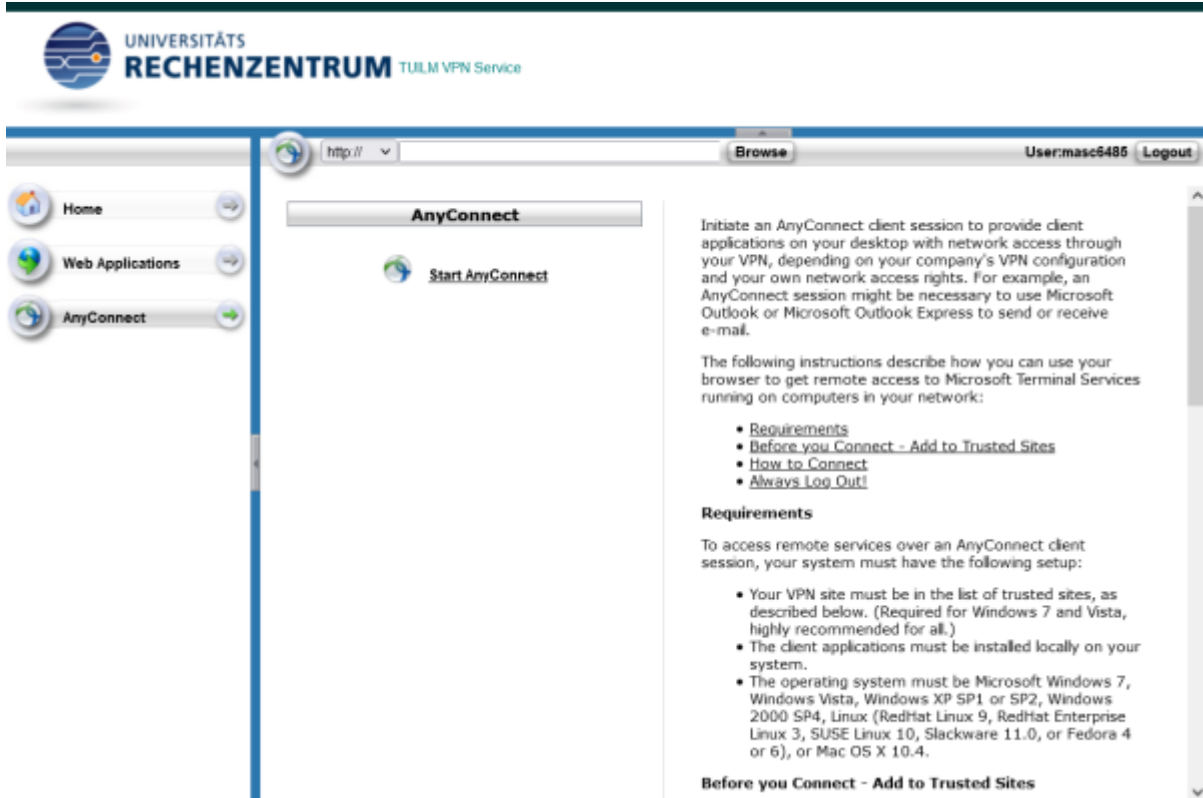 UNIVERSITÄTS
RECHENZENTRUM TUILM VPN Service
http://
Browse
User:masc6485
Logout
Home
Web Applications
AnyConnect
AnyConnect
Start AnyConnect
Initiate an AnyConnect client session to provide client
applications on your desktop with network access through
your VPN, depending on your company's VPN configuration
and your own network access rights. For example, an
AnyConnect session might be necessary to use Microsoft
Outlook or Microsoft Outlook Express to send or receive
e-mail.
The following instructions describe how you can use your
browser to get remote access to Microsoft Terminal Services
running on computers in your network:
• Requirements
• Before you Connect - Add to Trusted Sites
• How to Connect
• Always Log Out!
Requirements
To access remote services over an AnyConnect client
session, your system must have the following setup:
• Your VPN site must be in the list of trusted sites, as
described below. (Required for Windows 7 and Vista,
highly recommended for all.)
• The client applications must be installed locally on your
system.
• The operating system must be Microsoft Windows 7,
Windows Vista, Windows XP SP1 or SP2, Windows
2000 SP4, Linux (RedHat Linux 9, RedHat Enterprise
Linux 3, SUSE Linux 10, Slackware 11.0, or Fedora 4
or 6), or Mac OS X 10.4.
Before you Connect - Add to Trusted Sites